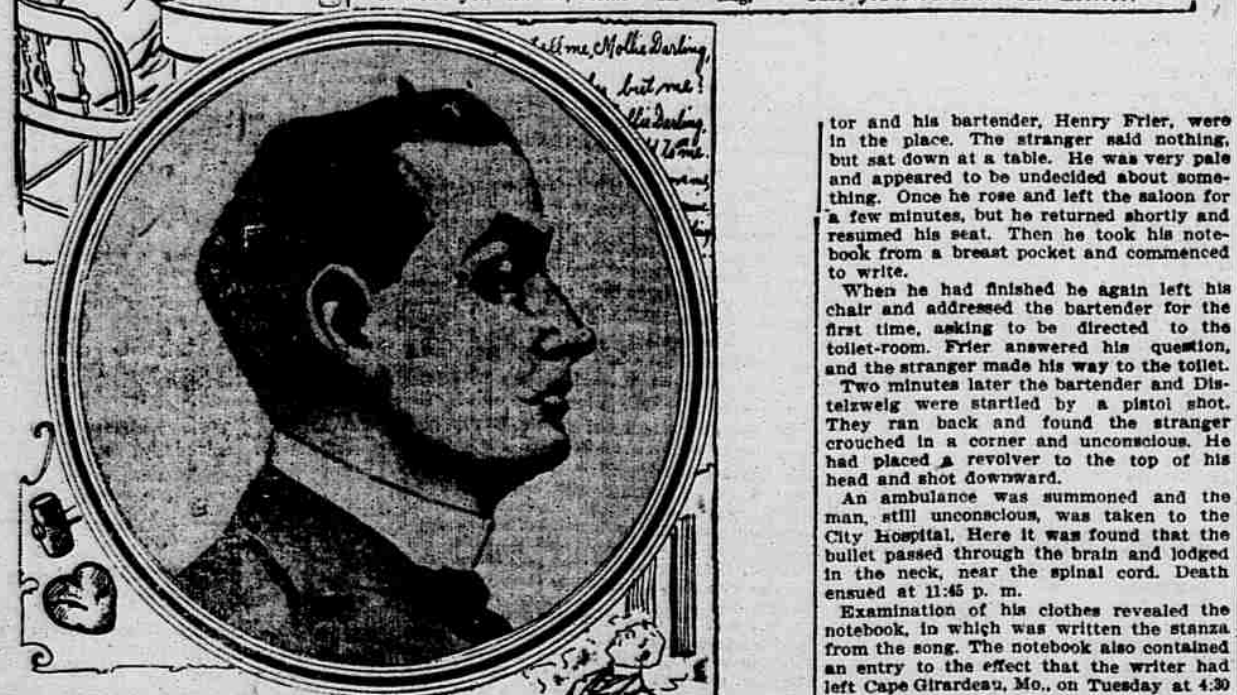 tell me, Mollie Darling,
but me?
Mollie Darling,
to me.
tor and his bartender, Henry Frier, were
in the place. The stranger said nothing,
but sat down at a table. He was very pale
and appeared to be undecided about some-
thing. Once he rose and left the saloon for
a few minutes, but he returned shortly and
resumed his seat. Then he took his note-
book from a breast pocket and commenced
to write.
When he had finished he again left his
chair and addressed the bartender for the
first time, asking to be directed to the
toilet-room. Frier answered his question,
and the stranger made his way to the toilet.
Two minutes later the bartender and Dis-
telzweig were startled by a pistol shot.
They ran back and found the stranger
crouched in a corner and unconscious. He
had placed a revolver to the top of his
head and shot downward.
An ambulance was summoned and the
man, still unconscious, was taken to the
City Hospital. Here it was found that the
bullet passed through the brain and lodged
in the neck, near the spinal cord. Death
ensued at 11:45 p. m.
Examination of his clothes revealed the
notebook, in which was written the stanza
from the song. The notebook also contained
an entry to the effect that the writer had
left Cape Girardeau, Mo., on Tuesday at 4:30